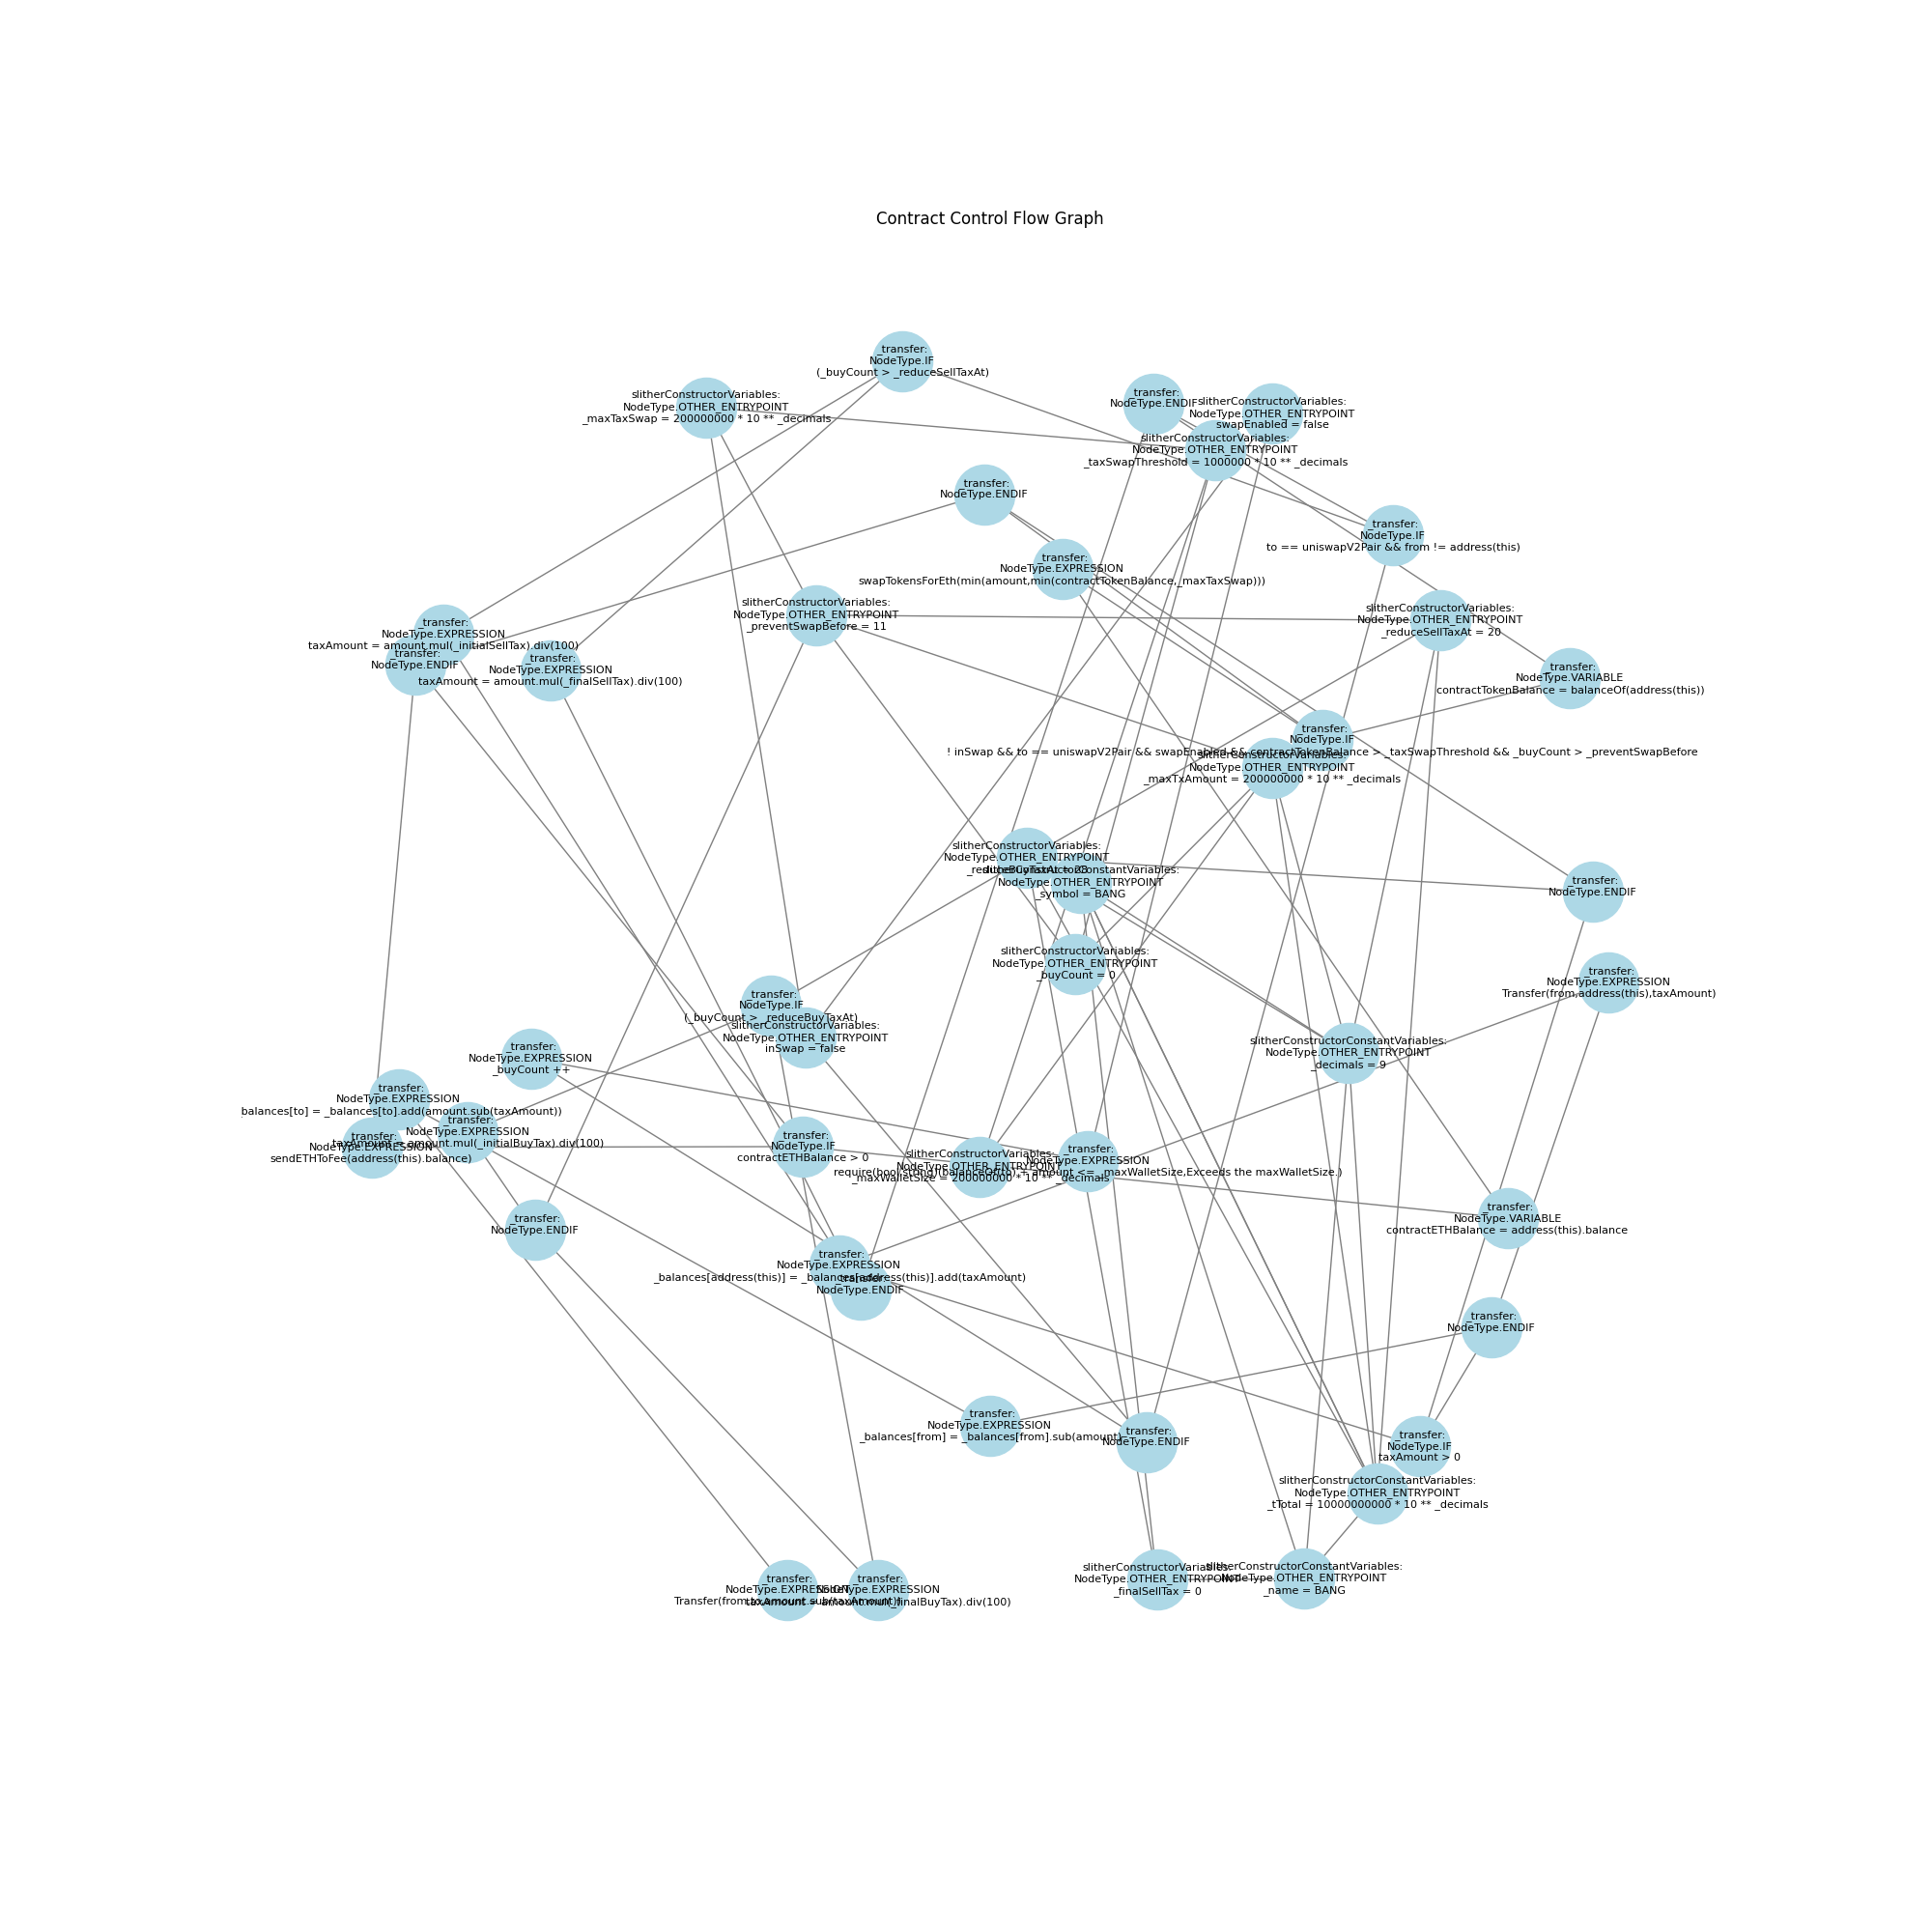 Contract Control Flow Graph
_transfer:
NodeType.IF
(_buyCount > _reduceSellTaxAt)
slitherConstructorVariables:
NodeType.OTHER_ENTRYPOINT
_maxTaxSwap = 200000000 * 10 ** _decimals
_transfer:
NodeType.ENDIF
slitherConstructorVariables:
NodeType.OTHER_ENTRYPOINT
swapEnabled = false
slitherConstructorVariables:
NodeType.OTHER_ENTRYPOINT
_taxSwapThreshold = 1000000 * 10 ** _decimals
_transfer:
NodeType.ENDIF
_transfer:
NodeType.IF
to == uniswapV2Pair && from != address(this)
_transfer:
NodeType.EXPRESSION
swapTokensForEth(min(amount,min(contractTokenBalance,_maxTaxSwap)))
slitherConstructorVariables:
NodeType.OTHER_ENTRYPOINT
_preventSwapBefore = 11
slitherConstructorVariables:
NodeType.OTHER_ENTRYPOINT
_reduceSellTaxAt = 20
_transfer:
NodeType.EXPRESSION
taxAmount = amount.mul(_initialSellTax).div(100)
_transfer:
NodeType.ENDIF
_transfer:
NodeType.EXPRESSION
taxAmount = amount.mul(_finalSellTax).div(100)
_transfer:
NodeType.VARIABLE
contractTokenBalance = balanceOf(address(this))
_transfer:
NodeType.IF
! inSwap && to == uniswapV2Pair && swapEnabled && contractTokenBalance > _taxSwapThreshold && _buyCount > _preventSwapBefore
slitherConstructorVariables:
NodeType.OTHER_ENTRYPOINT
_maxTxAmount = 200000000 * 10 ** _decimals
slitherConstructorVariables:
NodeType.OTHER_ENTRYPOINT
slitherConstructorConstantVariables:
NodeType.OTHER_ENTRYPOINT
_symbol = BANG
_transfer:
NodeType.ENDIF
slitherConstructorVariables:
NodeType.OTHER_ENTRYPOINT
_buyCount = 0
_transfer:
NodeType.EXPRESSION
Transfer(from,address(this),taxAmount)
_transfer:
NodeType.IF
(_buyCount > _reduceBuyTaxAt)
slitherConstructorVariables:
NodeType.OTHER_ENTRYPOINT
inSwap = false
_transfer:
NodeType.EXPRESSION
_buyCount ++
slitherConstructorConstantVariables:
NodeType.OTHER_ENTRYPOINT
_decimals = 9
_transfer:
NodeType.EXPRESSION
balances[to] = _balances[to].add(amount.sub(taxAmount))
_transfer:
NodeType.EXPRESSION
taxAmount = amount.mul(_initialBuyTax).div(100)
_transfer:
NodeType.EXPRESSION
sendETHToFee(address(this).balance)
_transfer:
NodeType.IF
contractETHBalance > 0
slitherConstructorVariables:
NodeType.OTHER_ENTRYPOINT
_maxWalletSize = 200000000 * 10 ** _decimals
_transfer:
NodeType.EXPRESSION
require(bool,string)(balanceOf(to) + amount <= _maxWalletSize,Exceeds the maxWalletSize.)
_transfer:
NodeType.VARIABLE
contractETHBalance = address(this).balance
_transfer:
NodeType.ENDIF
_transfer:
NodeType.EXPRESSION
_balances[address(this)] = _balances[address(this)].add(taxAmount)
_transfer:
NodeType.ENDIF
_transfer:
NodeType.ENDIF
_transfer:
NodeType.EXPRESSION
_balances[from] = _balances[from].sub(amount)
_transfer:
NodeType.ENDIF
_transfer:
NodeType.IF
taxAmount > 0
slitherConstructorConstantVariables:
NodeType.OTHER_ENTRYPOINT
_tTotal = 10000000000 * 10 ** _decimals
_transfer:
NodeType.EXPRESSION
Transfer(from,to,amount.sub(taxAmount))
_transfer:
NodeType.EXPRESSION
taxAmount = amount.mul(_finalBuyTax).div(100)
slitherConstructorVariables:
NodeType.OTHER_ENTRYPOINT
_finalSellTax = 0
slitherConstructorConstantVariables:
NodeType.OTHER_ENTRYPOINT
_name = BANG